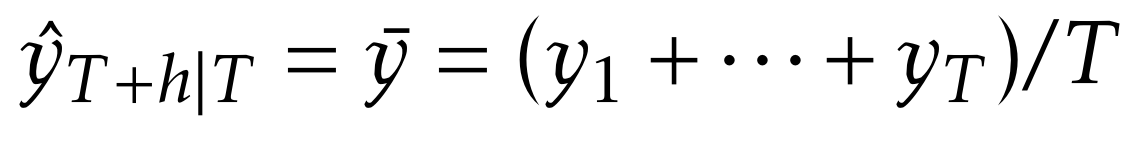 ŷ_{T+h|T} = ȳ = (y_1 + ⋯ + y_T)/T